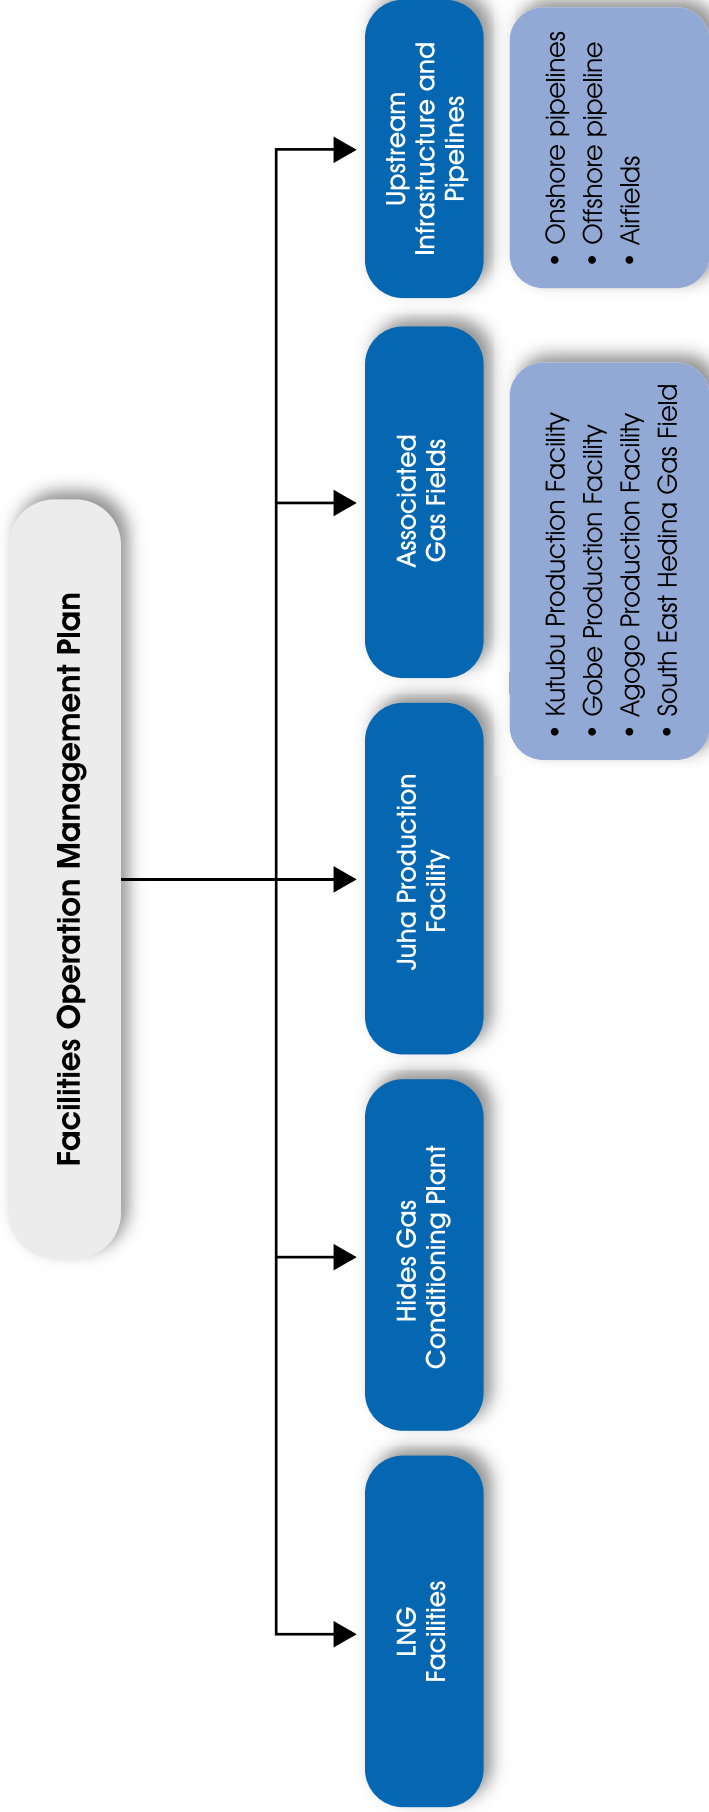 Facilities Operation Management Plan
LNG
Facilities
Hides Gas
Conditioning Plant
Juha Production
Facility
Associated
Gas Fields
Upstream
Infrastructure and
Pipelines
• Kutubu Production Facility
• Gobe Production Facility
• Agogo Production Facility
• South East Hedina Gas Field
• Onshore pipelines
• Offshore pipeline
• Airfields